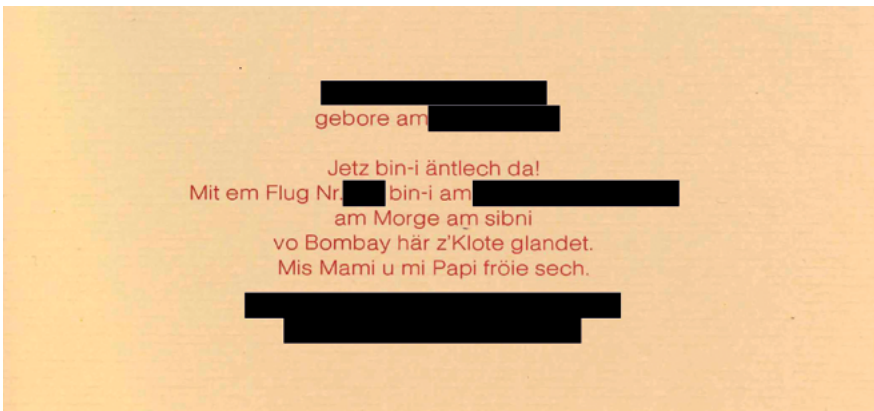 gebore am
Jetz bin-i äntlech da!
Mit em Flug Nr. bin-i am
am Morge am sibni
vo Bombay här z'Klote glandet.
Mis Mami u mi Papi fröie sech.